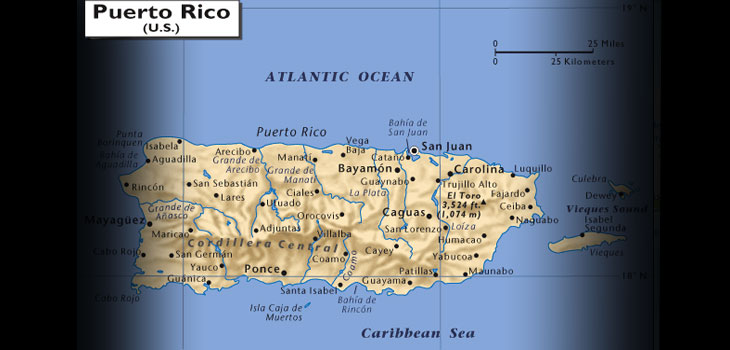 Puerto Rico
(U.S.)
19° N
0 25 Miles
0 25 Kilometers
ATLANTIC OCEAN
Bahía de
San Juan
Puerto Rico
San Juan
Punta
Borinquen
Isabela
Arecibo
Vega
Baja
Cataño
Bahía de
Aguadilla
Aguadilla
Grande de
Arecibo
Manatí
Bayamón
Carolina
Luquillo
Grande de
Manatí
Guaynabo
Trujillo Alto
Culebra
Rincón
San Sebastián
Ciales
La Plata
El Toro
3,524 ft.
(1,074 m)
Fajardo
Dewey
Lares
Utuado
Ceiba
Vieques Sound
Grande de
Añasco
Orocovis
Caguas
Loíza
Naguabo
Isabel
Segunda
Mayagüez
Maricao
Adjuntas
Villalba
San Lorenzo
Humacao
Cordillera Central
Cabo Rojo
San Germán
Coamo
Cayey
Yabucoa
Vieques
Yauco
Ponce
Coamo
Patillas
Maunabo
18° N
Guánica
Santa Isabel
Guayama
Cabo Rojo
Isla Caja de
Muertos
Bahía de
Rincón
Caribbean Sea